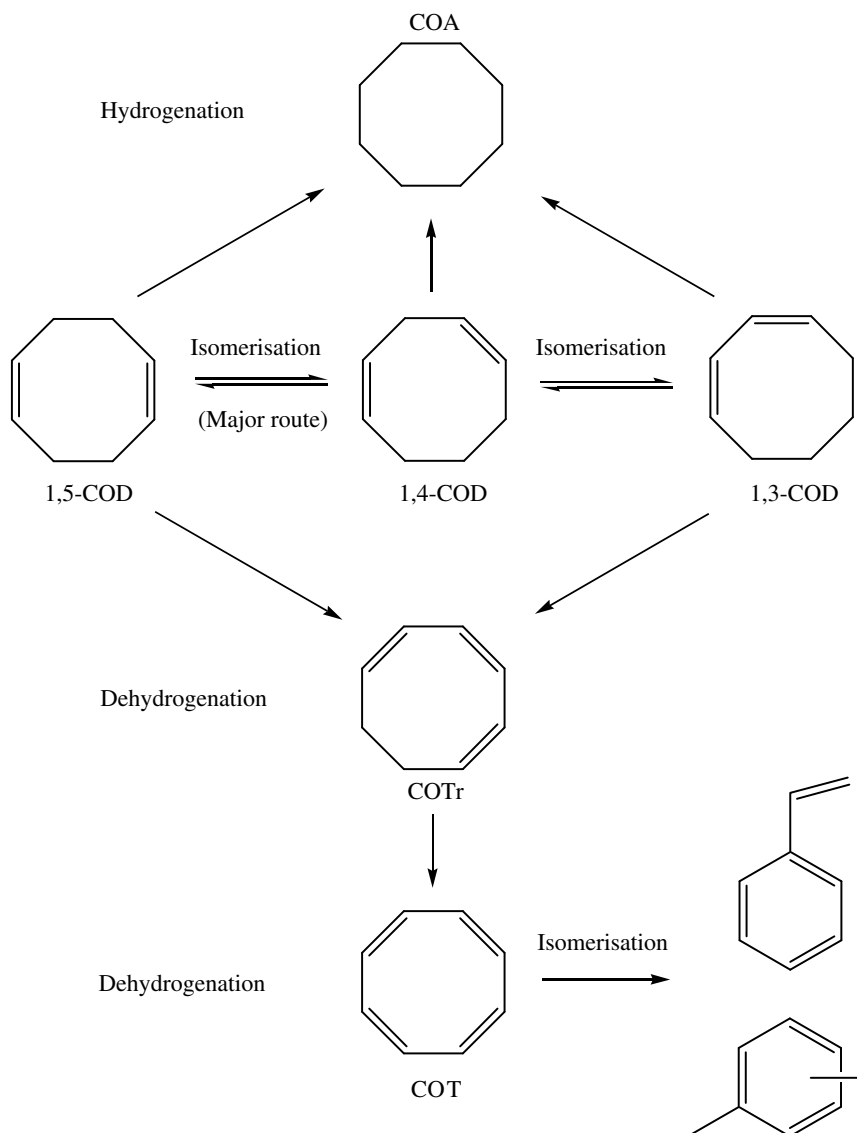 COA
Hydrogenation
Isomerisation
Isomerisation
(Major route)
1,5-COD
1,4-COD
1,3-COD
Dehydrogenation
COTr
Isomerisation
Dehydrogenation
COT